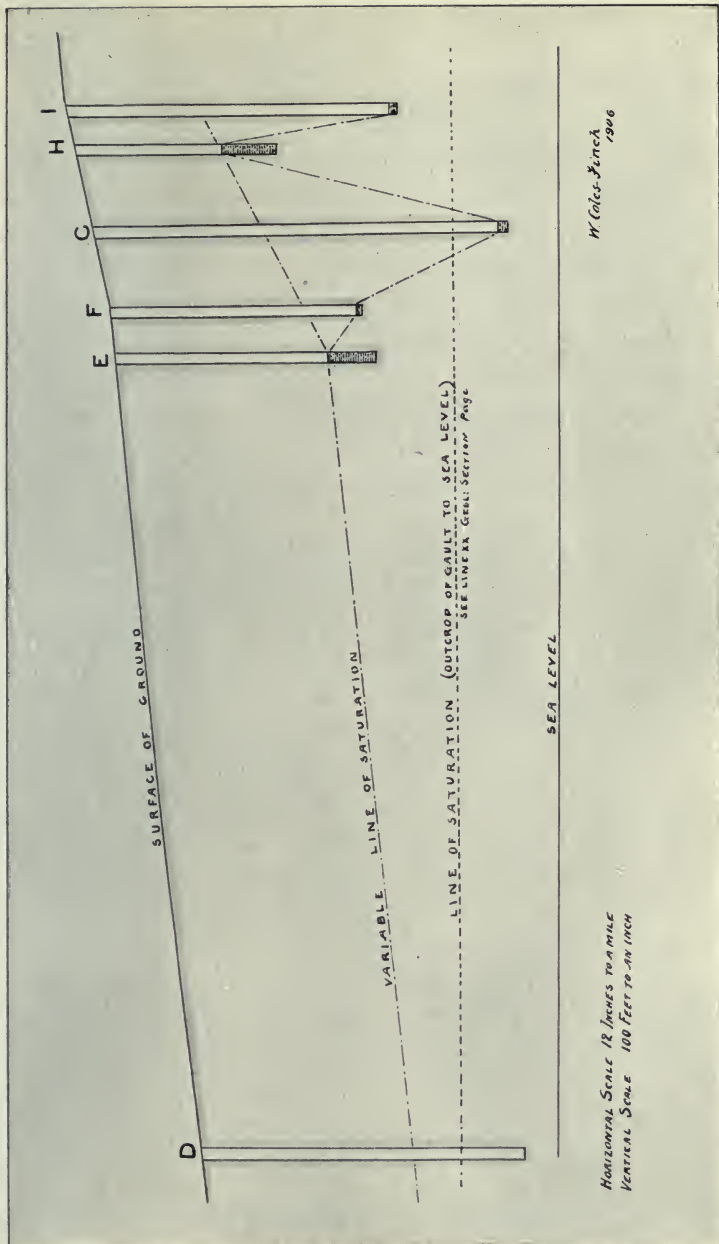 D
E
F
G
H
I
SURFACE OF GROUND
VARIABLE LINE OF SATURATION
LINE OF SATURATION (OUTCROP OF GAULT TO SEA LEVEL)
SEE LINE XX GEOL: SECTION Page
SEA LEVEL
HORIZONTAL SCALE 12 INCHES TO A MILE
VERTICAL SCALE 100 FEET TO AN INCH
W Coles-Finch
1906